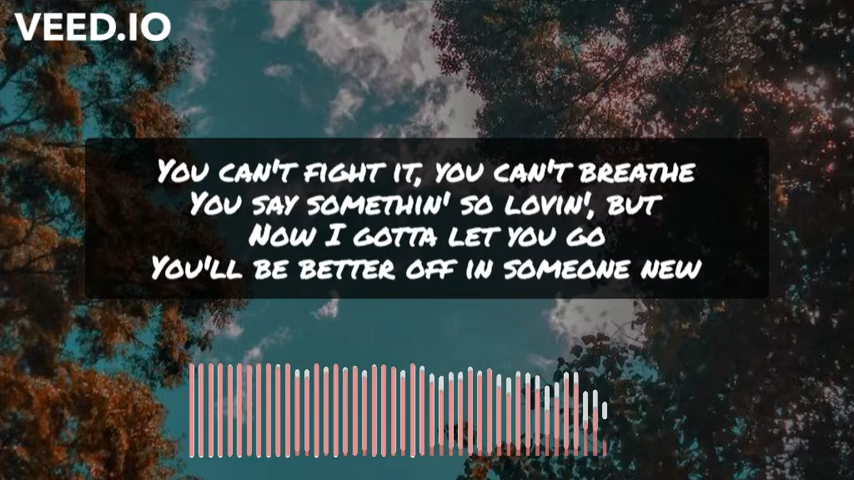 VEED.IO
You can't fight it, you can't breathe
You say somethin' so lovin', but
Now I gotta let you go
You'll be better off in someone new